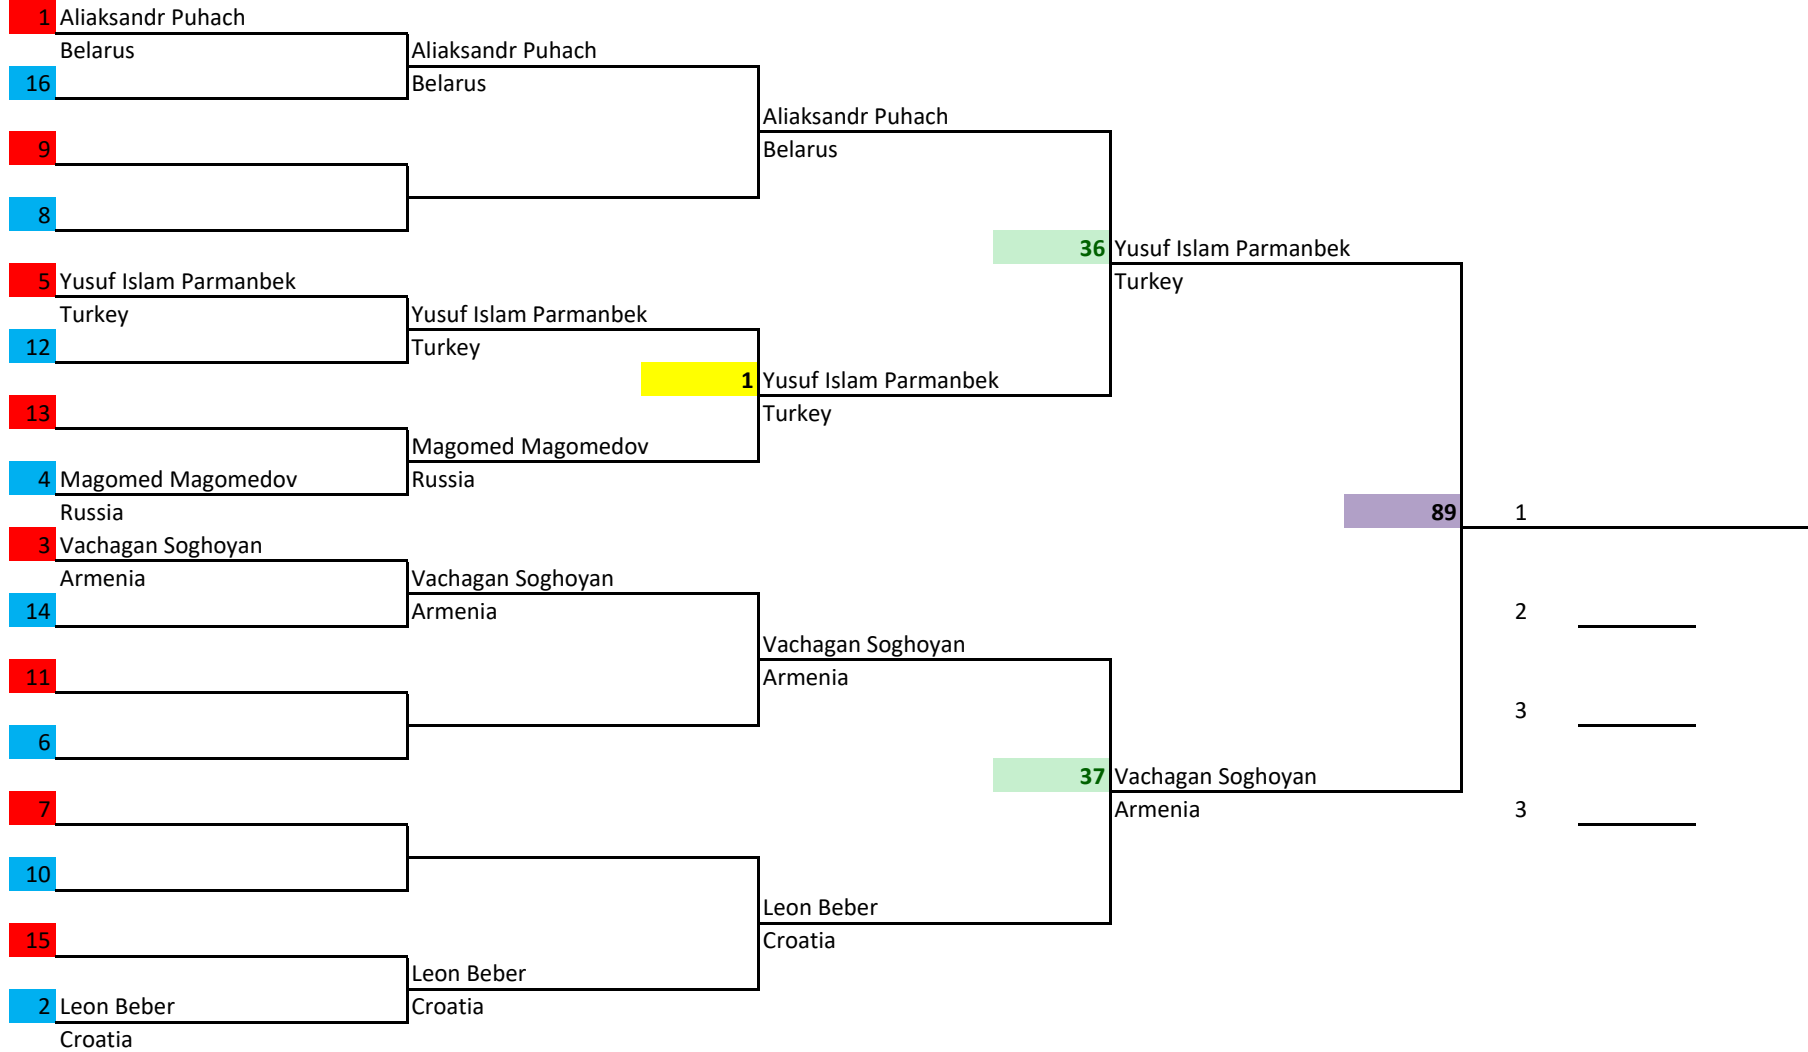 1 Aliaksandr Puhach
Belarus Aliaksandr Puhach
16 Belarus
Aliaksandr Puhach
9 Belarus
8
36 Yusuf Islam Parmanbek
5 Yusuf Islam Parmanbek Turkey
Turkey Yusuf Islam Parmanbek
12 Turkey
1 Yusuf Islam Parmanbek
13 Turkey
Magomed Magomedov
4 Magomed Magomedov Russia
Russia 89 1
3 Vachagan Soghoyan
Armenia Vachagan Soghoyan
14 Armenia 2
Vachagan Soghoyan
11 Armenia
3
6
37 Vachagan Soghoyan
7 Armenia 3
10
Leon Beber
15 Croatia
Leon Beber
2 Leon Beber Croatia
Croatia